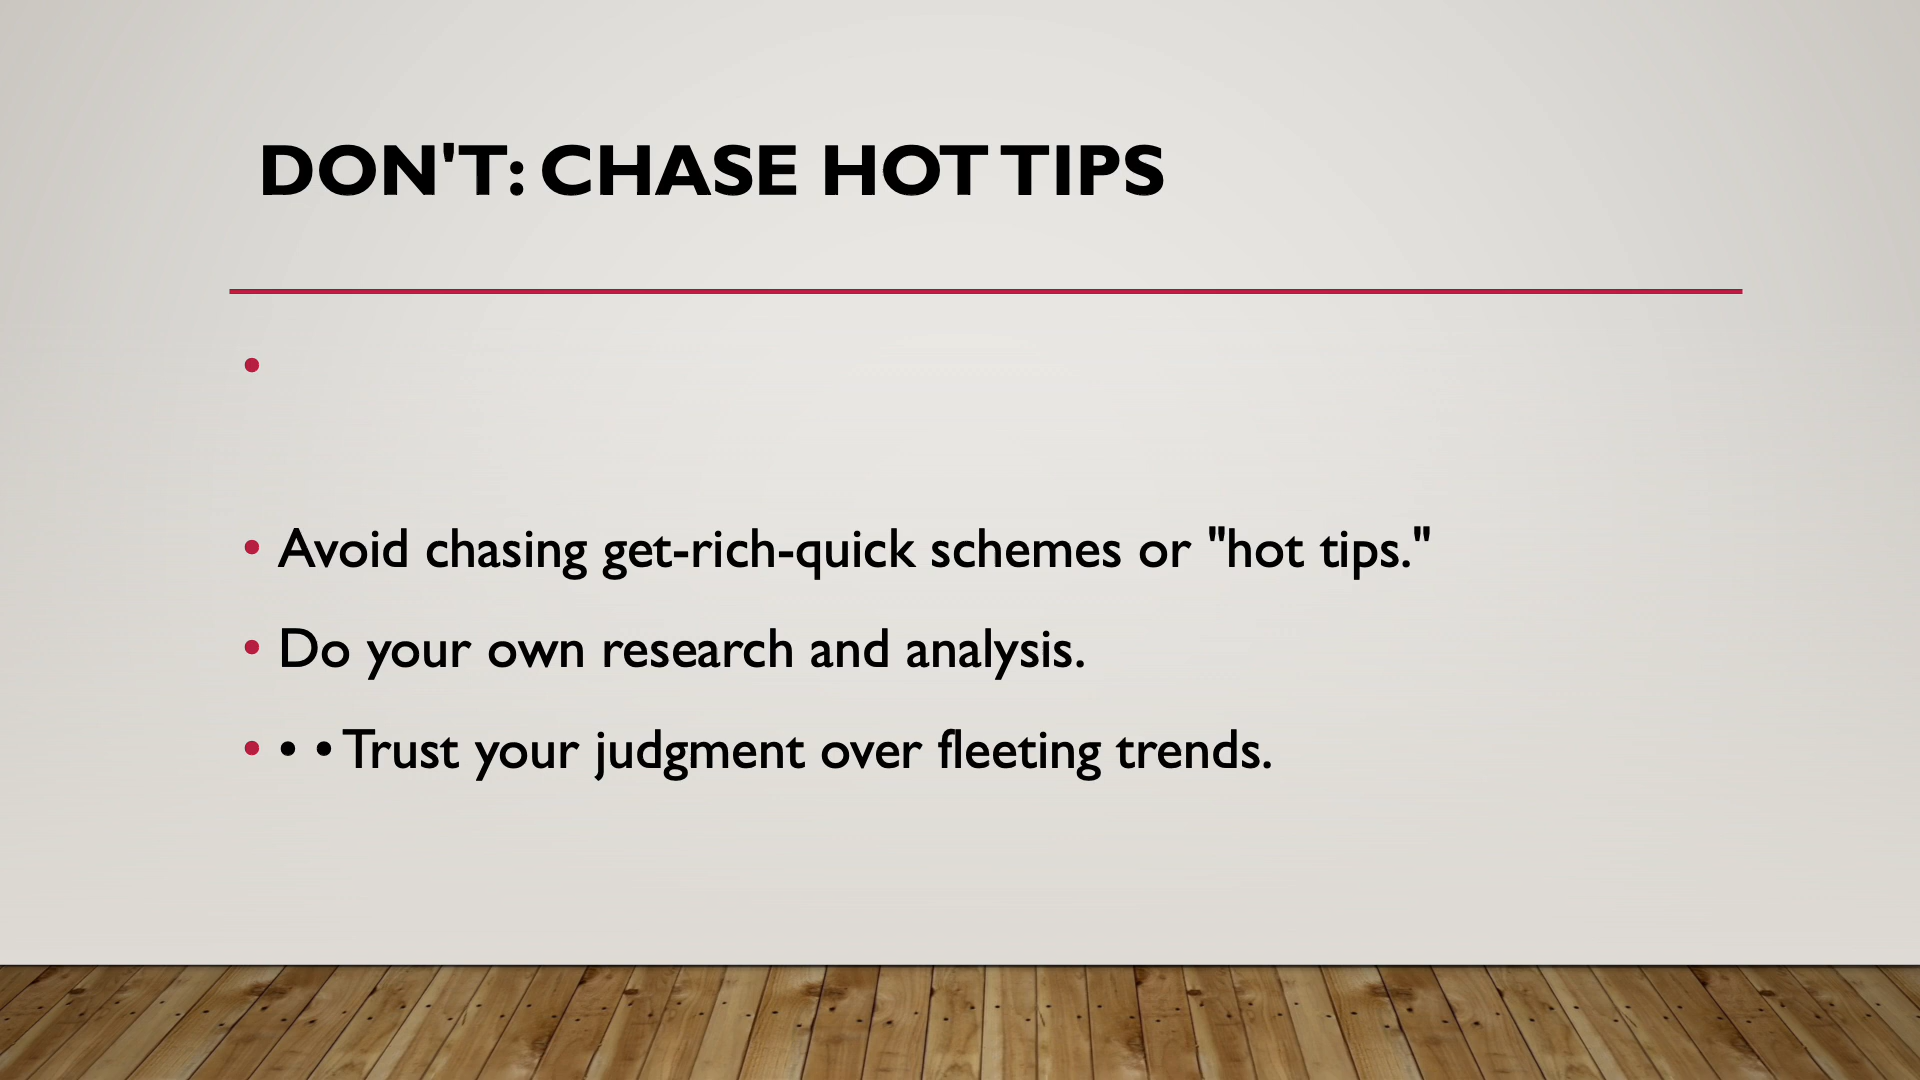 DON'T: CHASE HOT TIPS
•
• Avoid chasing get-rich-quick schemes or "hot tips."
• Do your own research and analysis.
• • • Trust your judgment over fleeting trends.